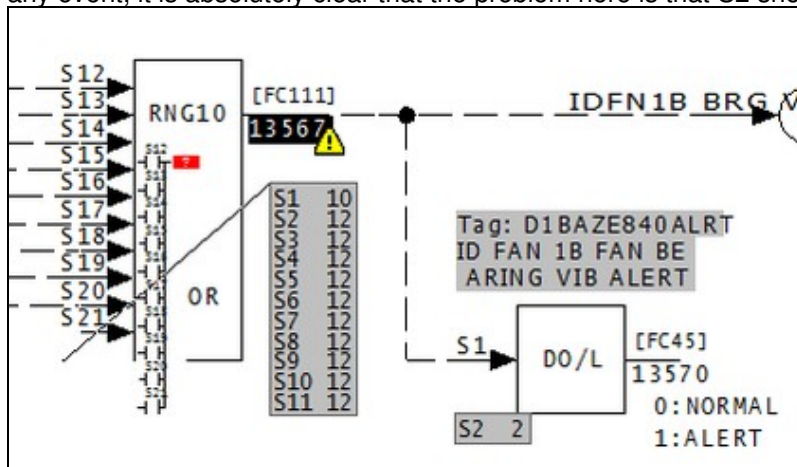 any event, it is absolutely clear that the problem here is that S2 sho
S12
S13
S14
S15
S16
S17
S18
S19
S20
S21
RNG10
OR
S12
?
[FC111]
13567
S1 10
S2 12
S3 12
S4 12
S5 12
S6 12
S7 12
S8 12
S9 12
S10 12
S11 12
IDFN1B BRG V
Tag: D1BAZE840ALRT
ID FAN 1B FAN BE
ARING VIB ALERT
S1
DO/L
[FC45]
13570
S2 2
0:NORMAL
1:ALERT